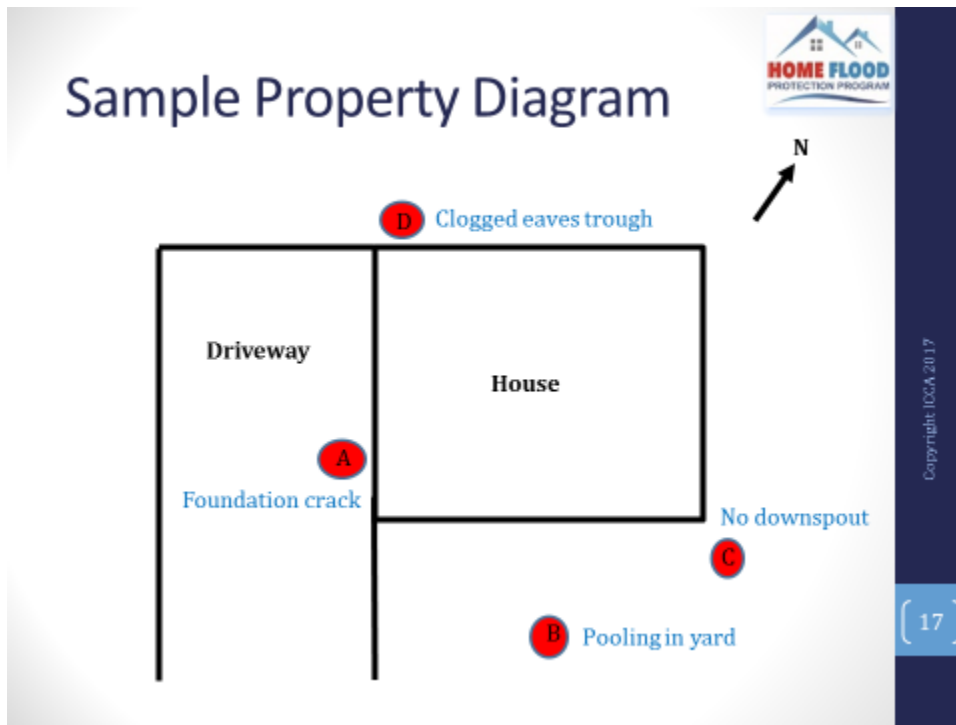 HOME FLOOD
PROTECTION PROGRAM
Sample Property Diagram
N
D Clogged eaves trough
Driveway
House
A
Foundation crack
No downspout
C
B Pooling in yard
Copyright ICCA 2017
17